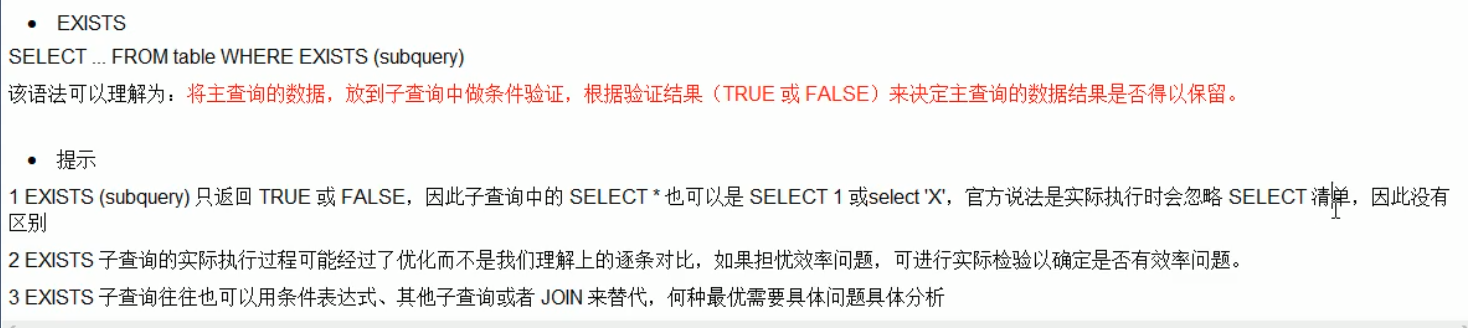 • EXISTS
SELECT ... FROM table WHERE EXISTS (subquery)
该语法可以理解为：将主查询的数据，放到子查询中做条件验证，根据验证结果（TRUE 或 FALSE）来决定主查询的数据结果是否得以保留。
• 提示
1 EXISTS (subquery) 只返回 TRUE 或 FALSE，因此子查询中的 SELECT * 也可以是 SELECT 1 或select 'X'，官方说法是实际执行时会忽略 SELECT 清单，因此没有
区别
2 EXISTS 子查询的实际执行过程可能经过了优化而不是我们理解上的逐条对比，如果担忧效率问题，可进行实际检验以确定是否有效率问题。
3 EXISTS 子查询往往也可以用条件表达式、其他子查询或者 JOIN 来替代，何种最优需要具体问题具体分析